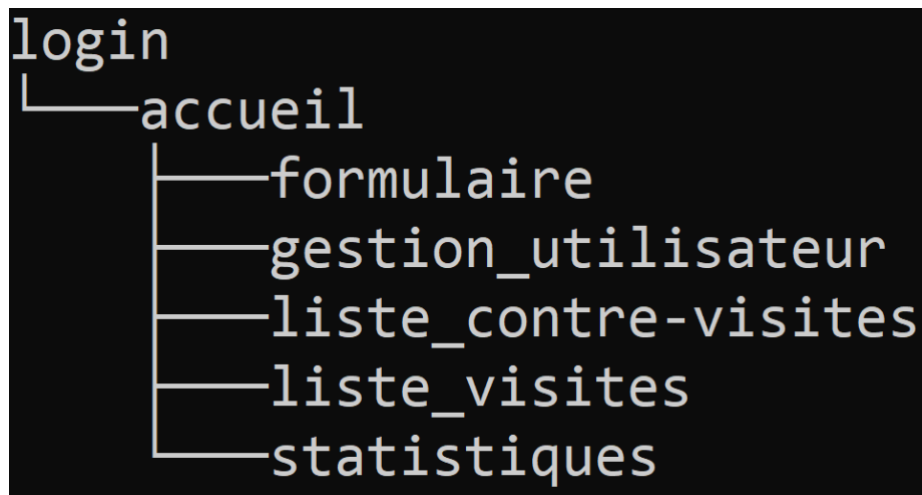 login
└────accueil
├────formulaire
├────gestion_utilisateur
├────liste_contre-visites
├────liste_visites
└────statistiques